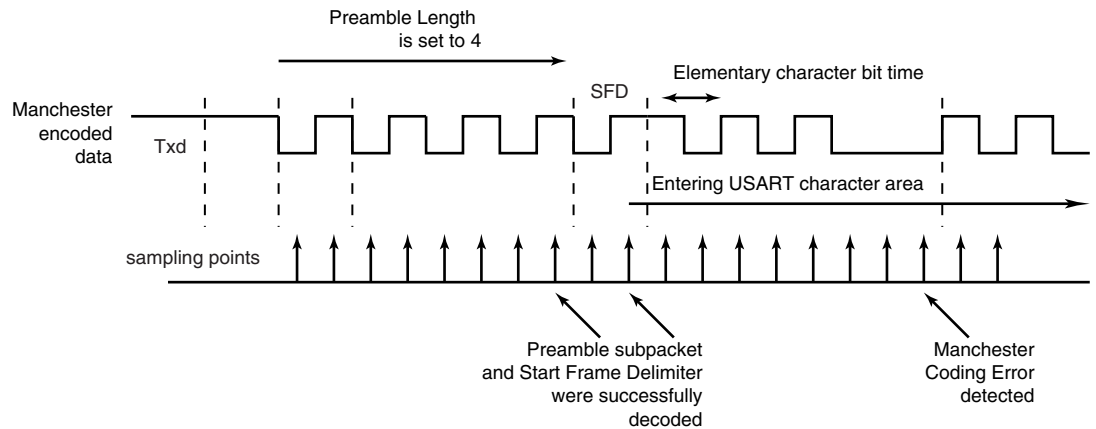 Preamble Length
is set to 4
SFD
Elementary character bit time
Manchester
encoded
data
Txd
Entering USART character area
sampling points
Preamble subpacket
and Start Frame Delimiter
were successfully
decoded
Manchester
Coding Error
detected